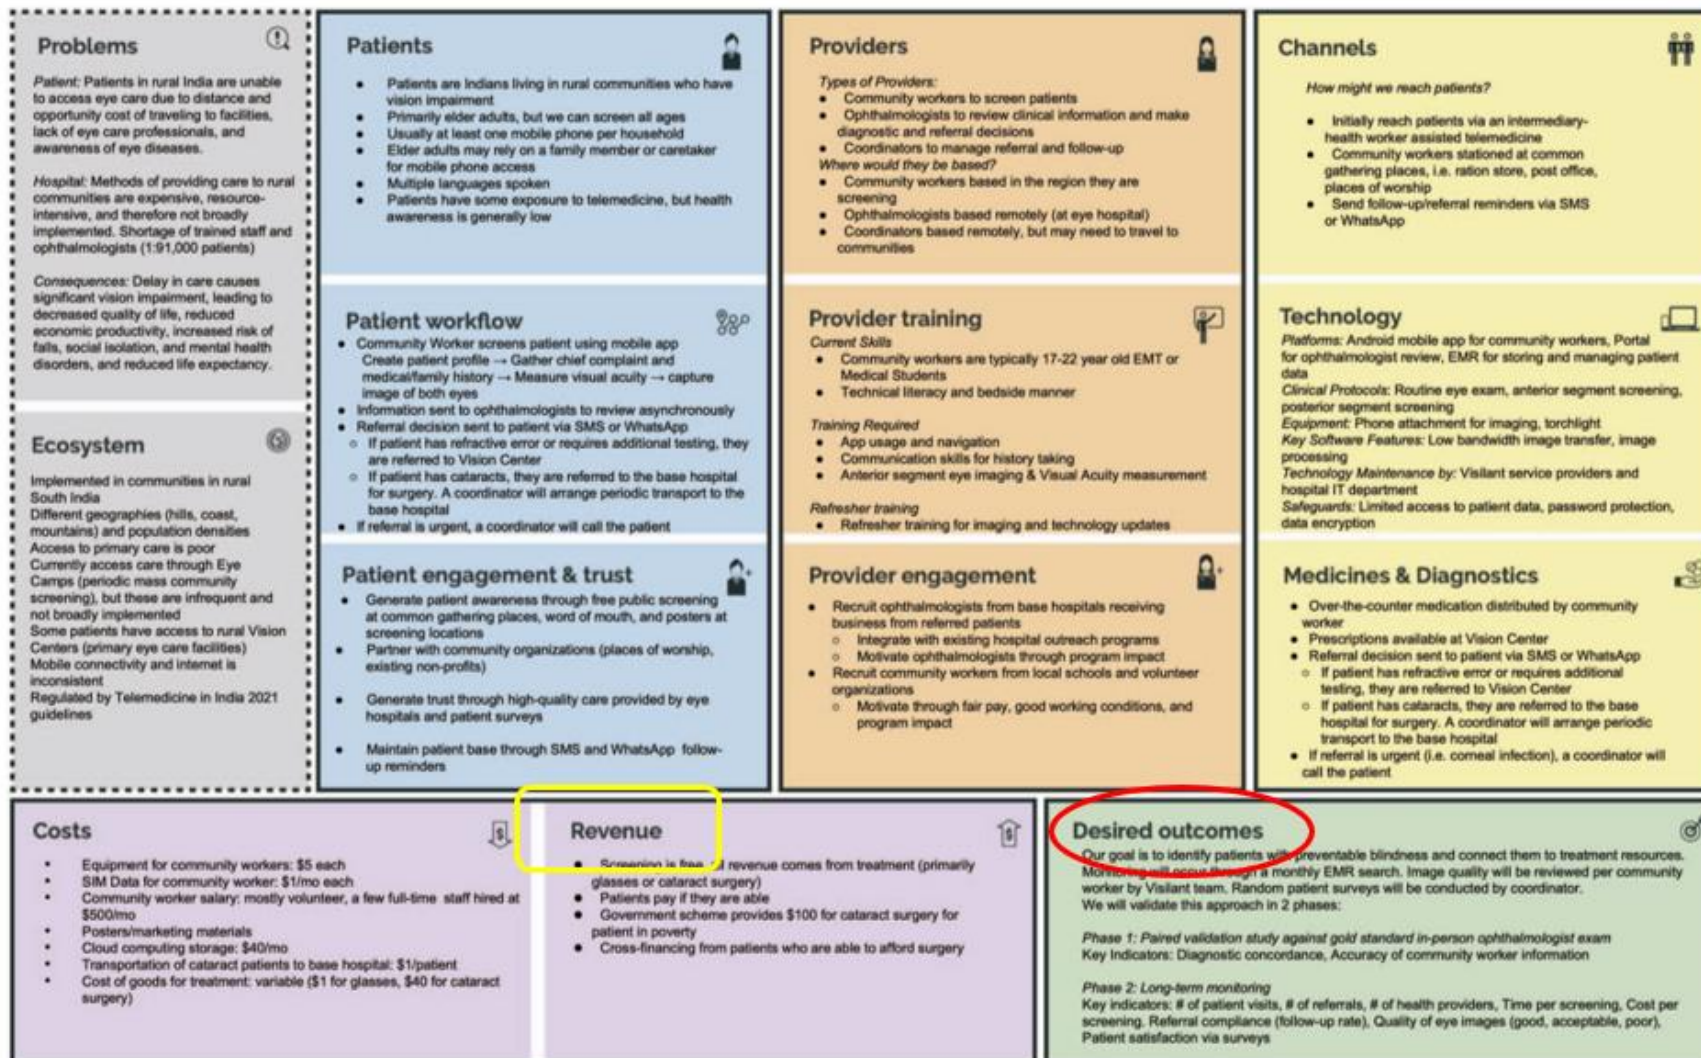 Problems
Patient: Patients in rural India are unable
to access eye care due to distance and
opportunity cost of traveling to facilities,
lack of eye care professionals, and
awareness of eye diseases.
Hospital: Methods of providing care to rural
communities are expensive, resource-
intensive, and therefore not broadly
implemented. Shortage of trained staff and
ophthalmologists (1:91,000 patients)
Consequences: Delay in care causes
significant vision impairment, leading to
decreased quality of life, reduced
economic productivity, increased risk of
falls, social isolation, and mental health
disorders, and reduced life expectancy.
Ecosystem
Implemented in communities in rural
South India
Different geographies (hills, coast,
mountains) and population densities
Access to primary care is poor
Currently access care through Eye
Camps (periodic mass community
screening), but these are infrequent and
not broadly implemented
Some patients have access to rural Vision
Centers (primary eye care facilities)
Mobile connectivity and internet is
inconsistent
Regulated by Telemedicine in India 2021
guidelines
Patients
• Patients are Indians living in rural communities who have
vision impairment
• Primarily elder adults, but we can screen all ages
• Usually at least one mobile phone per household
• Elder adults may rely on a family member or caretaker
for mobile phone access
• Multiple languages spoken
• Patients have some exposure to telemedicine, but health
awareness is generally low
Patient workflow
• Community Worker screens patient using mobile app
Create patient profile → Gather chief complaint and
medical/family history → Measure visual acuity → capture
image of both eyes
• Information sent to ophthalmologists to review asynchronously
• Referral decision sent to patient via SMS or WhatsApp
○ If patient has refractive error or requires additional testing, they
are referred to Vision Center
○ If patient has cataracts, they are referred to the base hospital
for surgery. A coordinator will arrange periodic transport to the
base hospital
• If referral is urgent, a coordinator will call the patient
Patient engagement & trust
• Generate patient awareness through free public screening
at common gathering places, word of mouth, and posters at
screening locations
• Partner with community organizations (places of worship,
existing non-profits)
• Generate trust through high-quality care provided by eye
hospitals and patient surveys
• Maintain patient base through SMS and WhatsApp follow-
up reminders
Providers
Types of Providers:
• Community workers to screen patients
• Ophthalmologists to review clinical information and make
diagnostic and referral decisions
• Coordinators to manage referral and follow-up
Where would they be based?
• Community workers based in the region they are
screening
• Ophthalmologists based remotely (at eye hospital)
• Coordinators based remotely, but may need to travel to
communities
Provider training
Current Skills
• Community workers are typically 17-22 year old EMT or
Medical Students
• Technical literacy and bedside manner
Training Required
• App usage and navigation
• Communication skills for history taking
• Anterior segment eye imaging & Visual Acuity measurement
Refresher training
• Refresher training for imaging and technology updates
Provider engagement
• Recruit ophthalmologists from base hospitals receiving
business from referred patients
○ Integrate with existing hospital outreach programs
○ Motivate ophthalmologists through program impact
• Recruit community workers from local schools and volunteer
organizations
○ Motivate through fair pay, good working conditions, and
program impact
Channels
How might we reach patients?
• Initially reach patients via an intermediary-
health worker assisted telemedicine
• Community workers stationed at common
gathering places, i.e. ration store, post office,
places of worship
• Send follow-up/referral reminders via SMS
or WhatsApp
Technology
Platforms: Android mobile app for community workers, Portal
for ophthalmologist review, EMR for storing and managing patient
data
Clinical Protocols: Routine eye exam, anterior segment screening,
posterior segment screening
Equipment: Phone attachment for imaging, torchlight
Key Software Features: Low bandwidth image transfer, image
processing
Technology Maintenance by: Visilant service providers and
hospital IT department
Safeguards: Limited access to patient data, password protection,
data encryption
Medicines & Diagnostics
• Over-the-counter medication distributed by community
worker
• Prescriptions available at Vision Center
• Referral decision sent to patient via SMS or WhatsApp
○ If patient has refractive error or requires additional
testing, they are referred to Vision Center
○ If patient has cataracts, they are referred to the base
hospital for surgery. A coordinator will arrange periodic
transport to the base hospital
• If referral is urgent (i.e. corneal infection), a coordinator will
call the patient
Costs
• Equipment for community workers: $5 each
• SIM Data for community worker: $1/mo each
• Community worker salary: mostly volunteer, a few full-time staff hired at
$500/mo
• Posters/marketing materials
• Cloud computing storage: $40/mo
• Transportation of cataract patients to base hospital: $1/patient
• Cost of goods for treatment: variable ($1 for glasses, $40 for cataract
surgery)
Revenue
• Screening is free, all revenue comes from treatment (primarily
glasses or cataract surgery)
• Patients pay if they are able
• Government scheme provides $100 for cataract surgery for
patient in poverty
• Cross-financing from patients who are able to afford surgery
Desired outcomes
Our goal is to identify patients with preventable blindness and connect them to treatment resources.
Monitoring will occur through a monthly EMR search. Image quality will be reviewed per community
worker by Visilant team. Random patient surveys will be conducted by coordinator.
We will validate this approach in 2 phases:
Phase 1: Paired validation study against gold standard in-person ophthalmologist exam
Key Indicators: Diagnostic concordance, Accuracy of community worker information
Phase 2: Long-term monitoring
Key indicators: # of patient visits, # of referrals, # of health providers, Time per screening, Cost per
screening, Referral compliance (follow-up rate), Quality of eye images (good, acceptable, poor),
Patient satisfaction via surveys